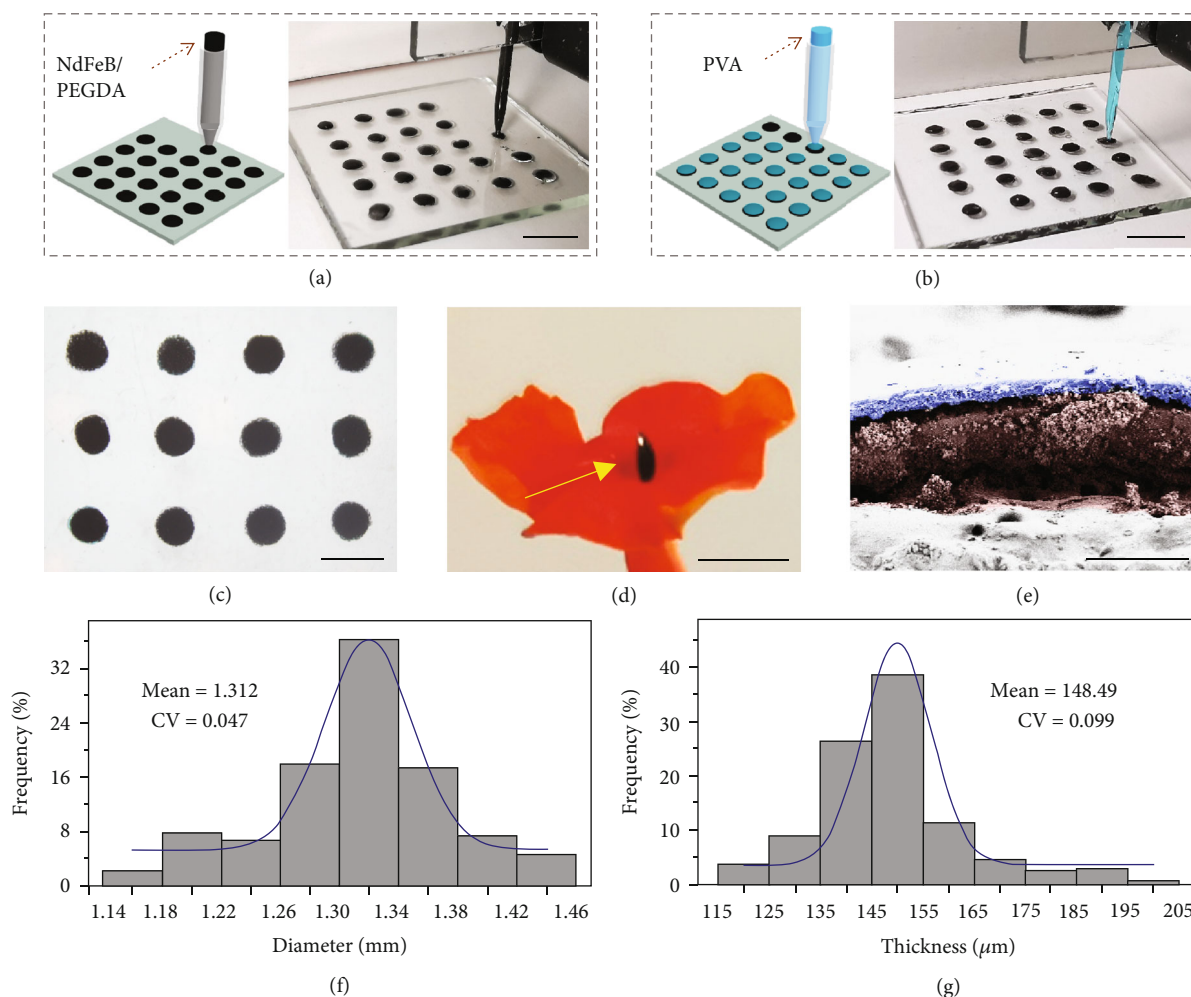 NdFeB/
PEGDA
(a)
PVA
(b)
(c)
(d)
(e)
Frequency (%)
32
24
16
8
0
Mean = 1.312
CV = 0.047
1.14 1.18 1.22 1.26 1.30 1.34 1.38 1.42 1.46
Diameter (mm)
(f)
Frequency (%)
40
30
20
10
0
Mean = 148.49
CV = 0.099
115 125 135 145 155 165 175 185 195 205
Thickness (μm)
(g)